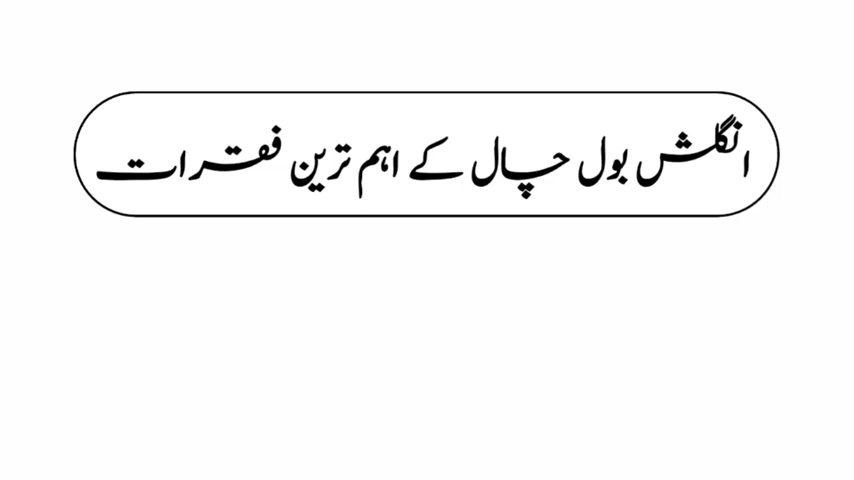 انگلش بول چال کے اہم ترین فقرات